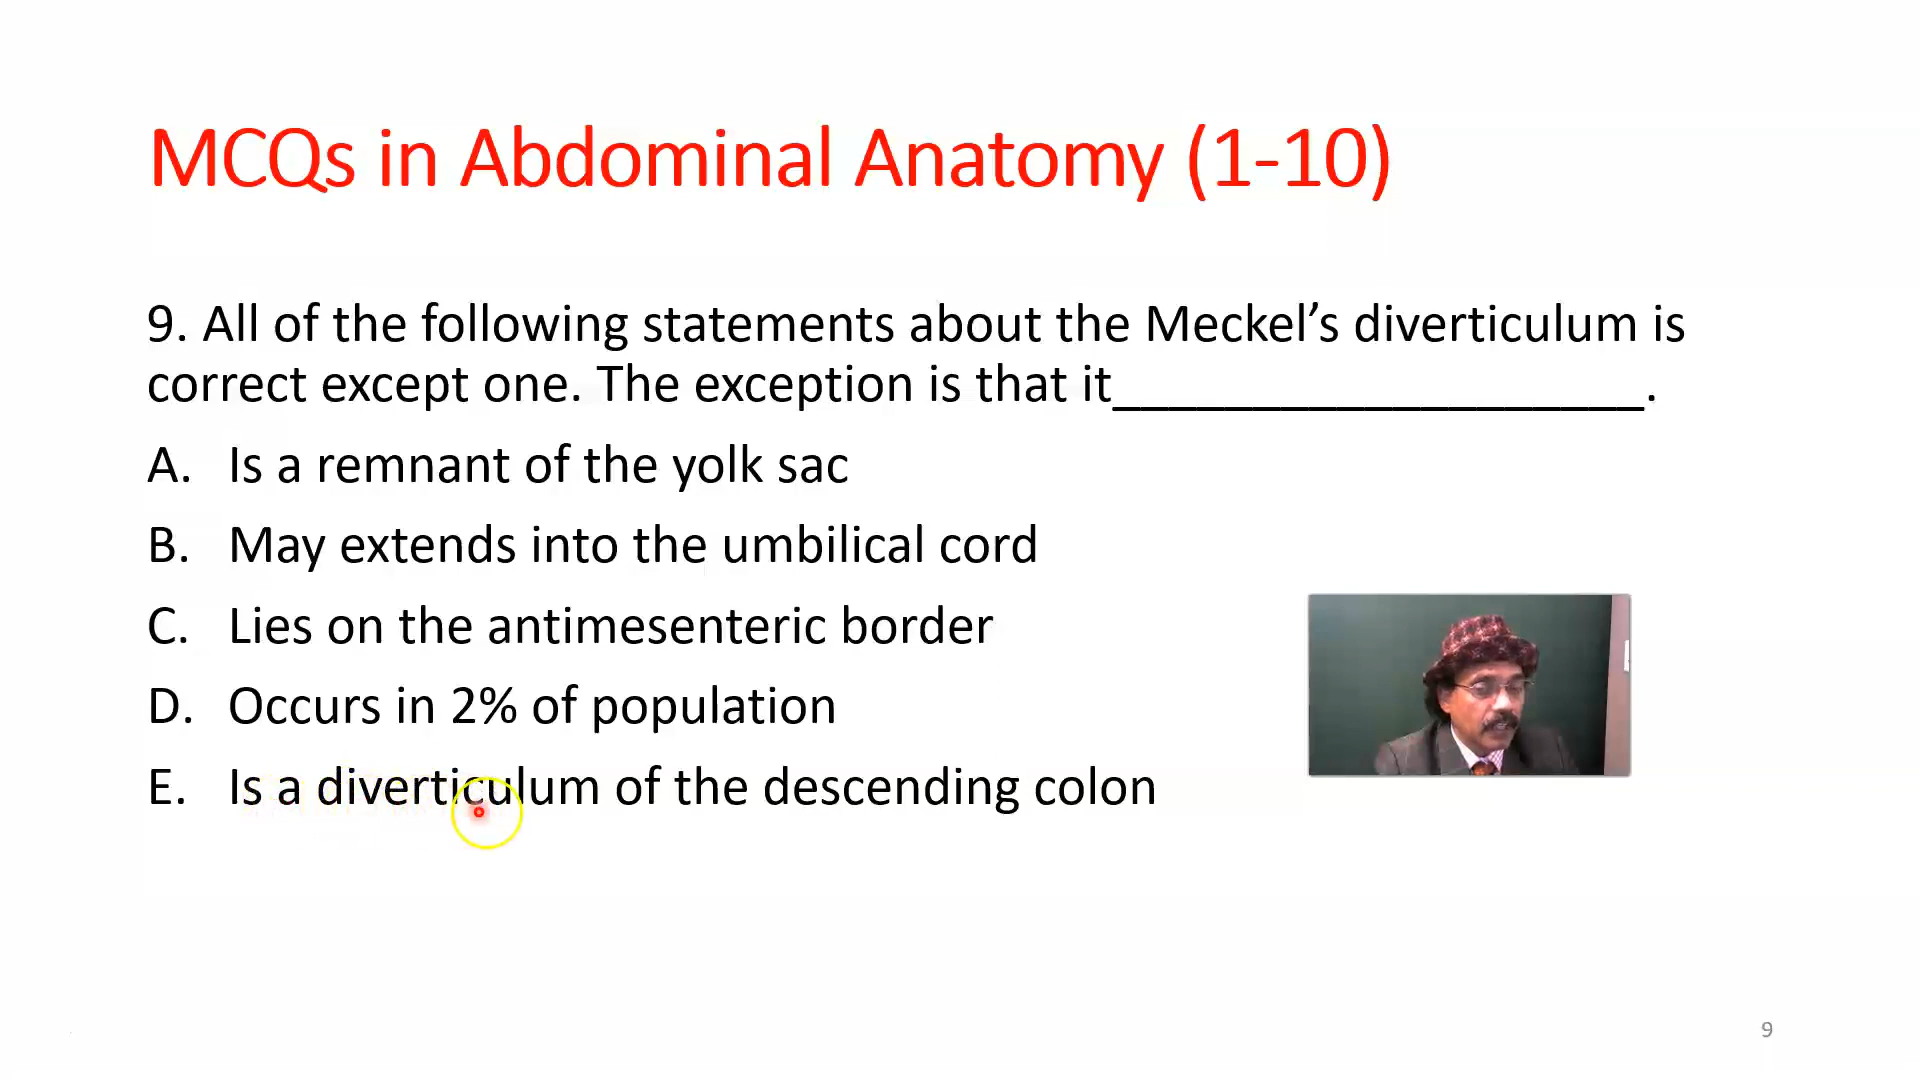 MCQs in Abdominal Anatomy (1-10)
9. All of the following statements about the Meckel’s diverticulum is
correct except one. The exception is that it___________________.
A. Is a remnant of the yolk sac
B. May extends into the umbilical cord
C. Lies on the antimesenteric border
D. Occurs in 2% of population
E. Is a diverticulum of the descending colon
9